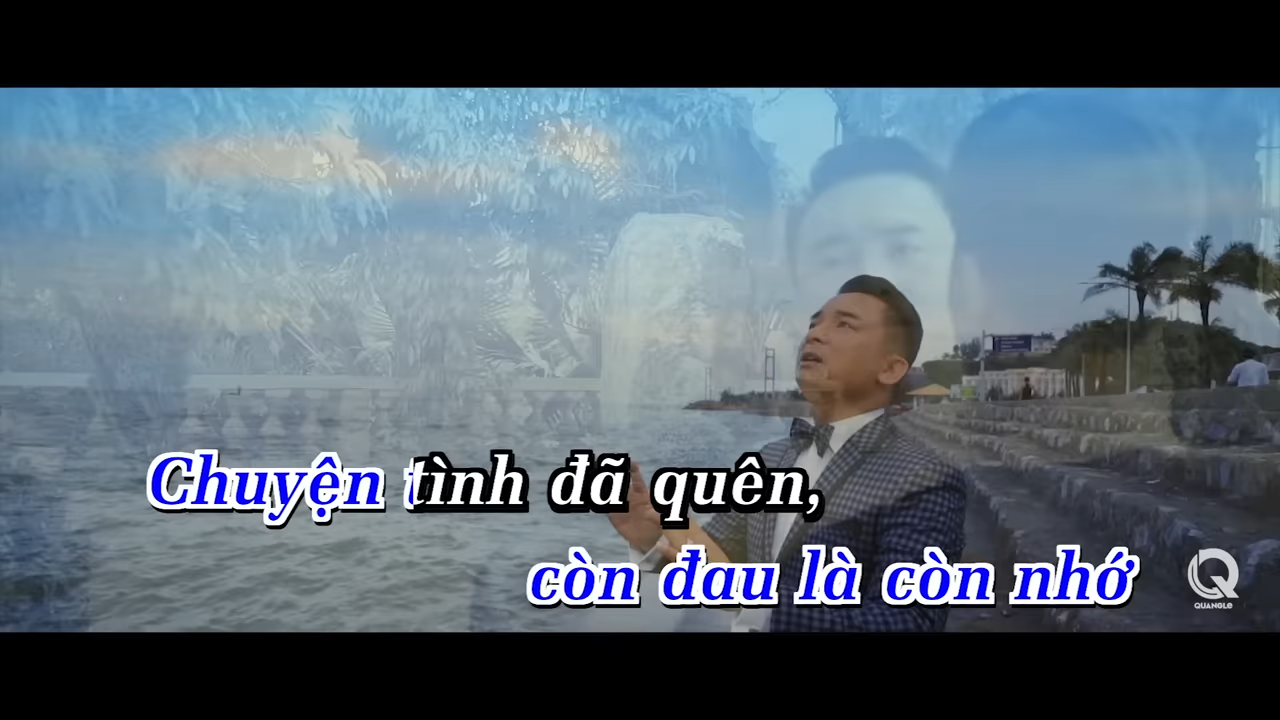 Chuyện tình đã quên,
còn đau là còn nhớ
QUANGLE